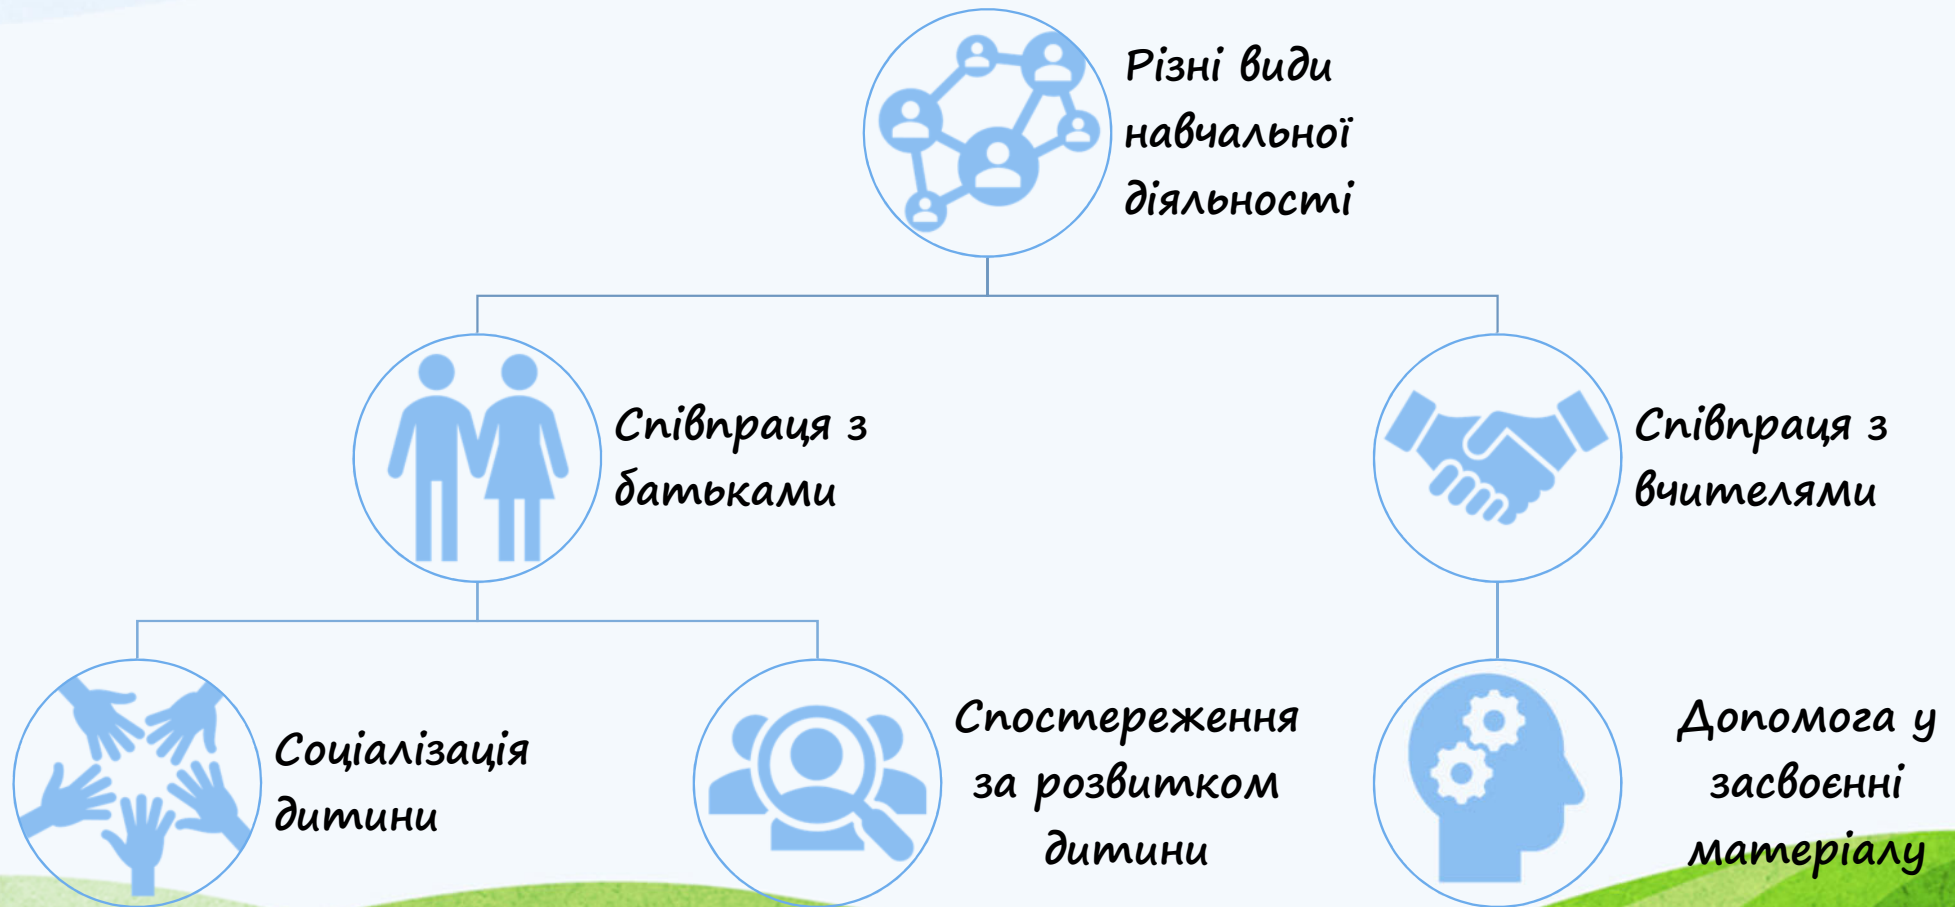 Різні види
навчальної
діяльності
Співпраця з
батьками
Співпраця з
вчителями
Соціалізація
дитини
Спостереження
за розвитком
дитини
Допомога у
засвоєнні
матеріалу